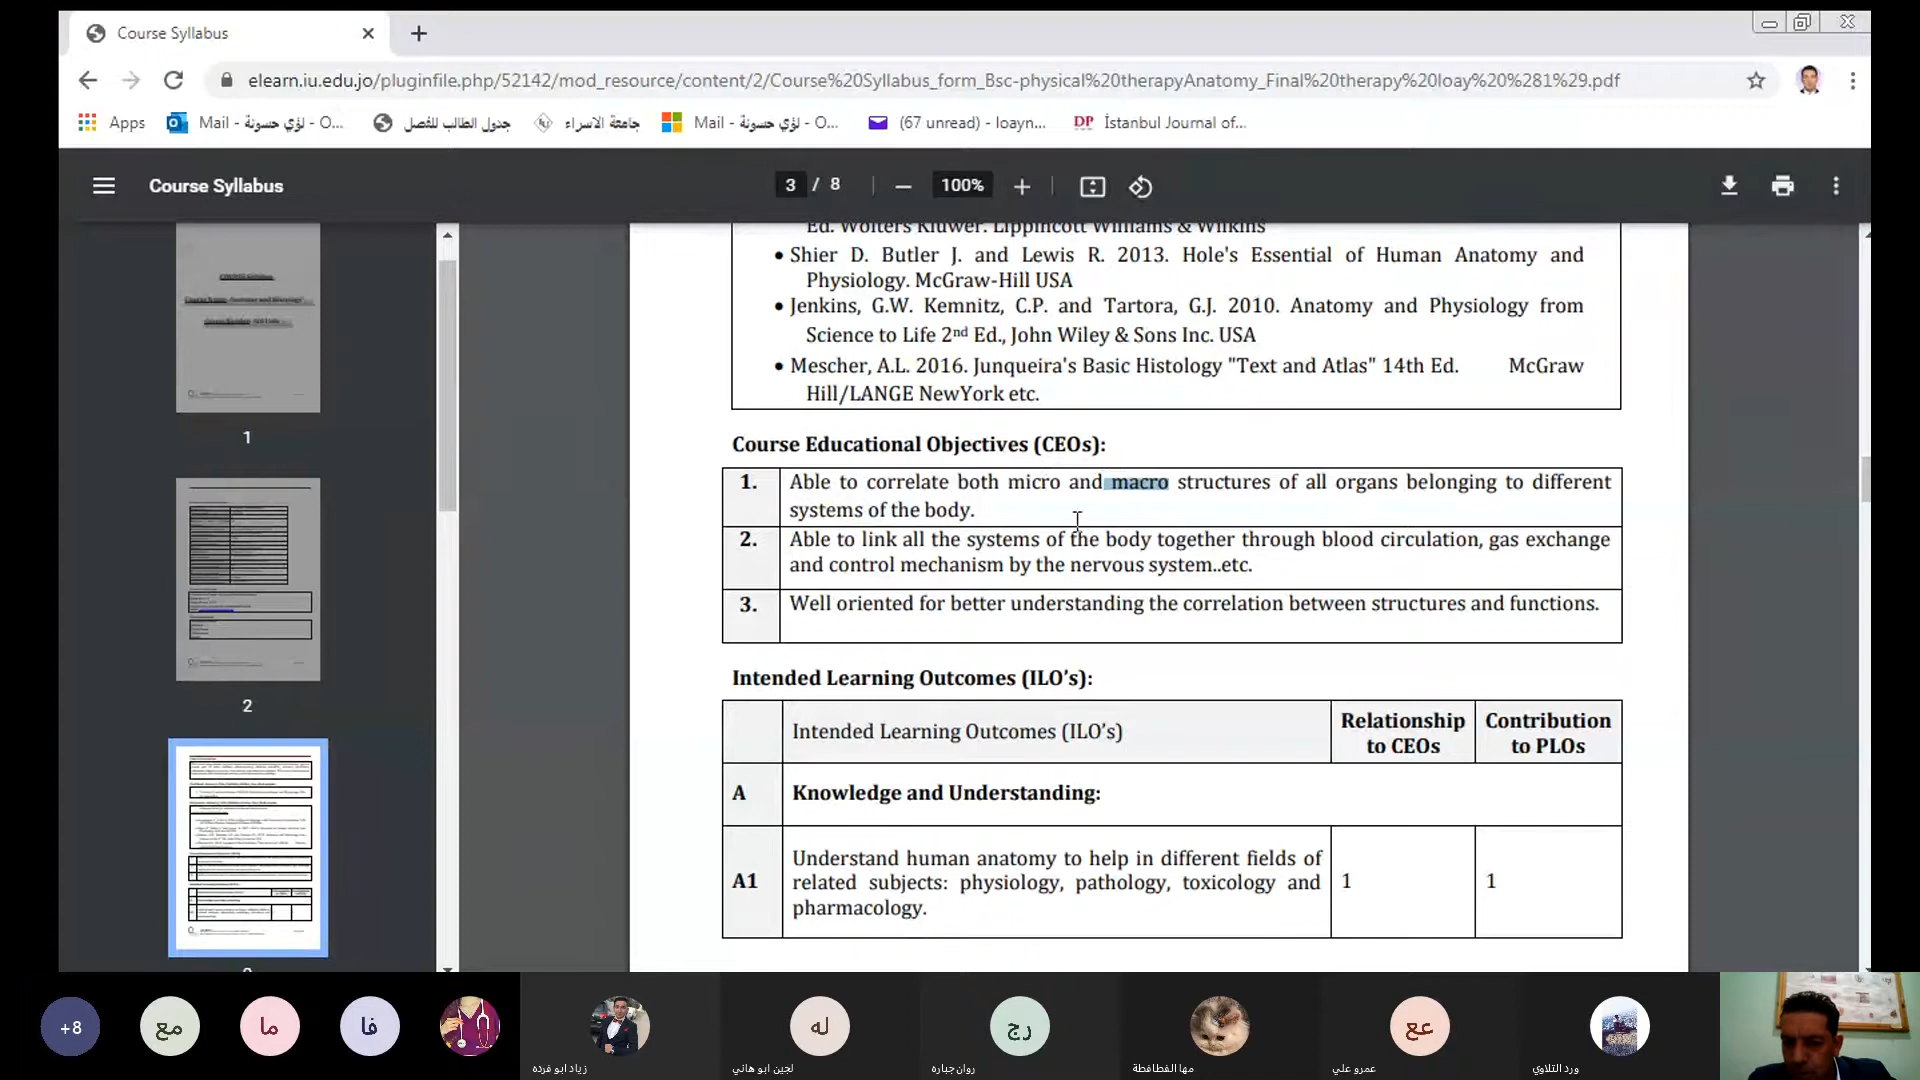 Course Syllabus
elearn.iu.edu.jo/pluginfile.php/52142/mod_resource/content/2/Course%20Syllabus_form_Bsc-physical%20therapyAnatomy_Final%20therapy%20loay%20%281%29.pdf
Apps
Mail - لؤي حسونة - O...
جدول الطالب للفصل
جامعة الاسراء
Mail - لؤي حسونة - O...
(67 unread) - loayn...
DP İstanbul Journal of...
Course Syllabus
3 / 8
100%
1
2
Ed. Wolters Kluwer. Lippincott Williams & Wilkins
• Shier D. Butler J. and Lewis R. 2013. Hole's Essential of Human Anatomy and
Physiology. McGraw-Hill USA
• Jenkins, G.W. Kemnitz, C.P. and Tartora, G.J. 2010. Anatomy and Physiology from
Science to Life 2nd Ed., John Wiley & Sons Inc. USA
• Mescher, A.L. 2016. Junqueira's Basic Histology "Text and Atlas" 14th Ed. McGraw
Hill/LANGE NewYork etc.
Course Educational Objectives (CEOs):
1. Able to correlate both micro and macro structures of all organs belonging to different
systems of the body.
2. Able to link all the systems of the body together through blood circulation, gas exchange
and control mechanism by the nervous system..etc.
3. Well oriented for better understanding the correlation between structures and functions.
Intended Learning Outcomes (ILO's):
Intended Learning Outcomes (ILO's)
Relationship
to CEOs
Contribution
to PLOs
A Knowledge and Understanding:
A1
Understand human anatomy to help in different fields of
related subjects: physiology, pathology, toxicology and
pharmacology.
1
1
+8
مع
ما
فا
زياد ابو فرده
له
لجين ابو هاني
رج
روان جباره
مها القطافطة
عع
عمرو علي
ورد التلاوي